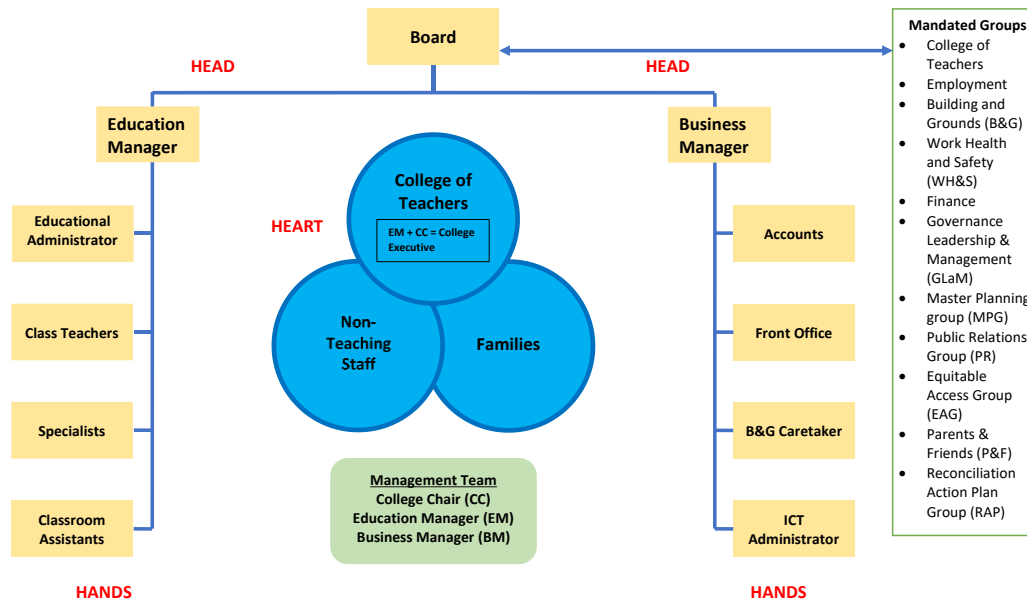 Board
HEAD
HEAD
Education
Manager
Business
Manager
Educational
Administrator
Class Teachers
Specialists
Classroom
Assistants
HANDS
HEART
College of
Teachers
EM + CC = College
Executive
Non-
Teaching
Staff
Families
Management Team
College Chair (CC)
Education Manager (EM)
Business Manager (BM)
Accounts
Front Office
B&G Caretaker
ICT
Administrator
HANDS
Mandated Groups
• College of
Teachers
• Employment
• Building and
Grounds (B&G)
• Work Health
and Safety
(WH&S)
• Finance
• Governance
Leadership &
Management
(GLaM)
• Master Planning
group (MPG)
• Public Relations
Group (PR)
• Equitable
Access Group
(EAG)
• Parents &
Friends (P&F)
• Reconciliation
Action Plan
Group (RAP)